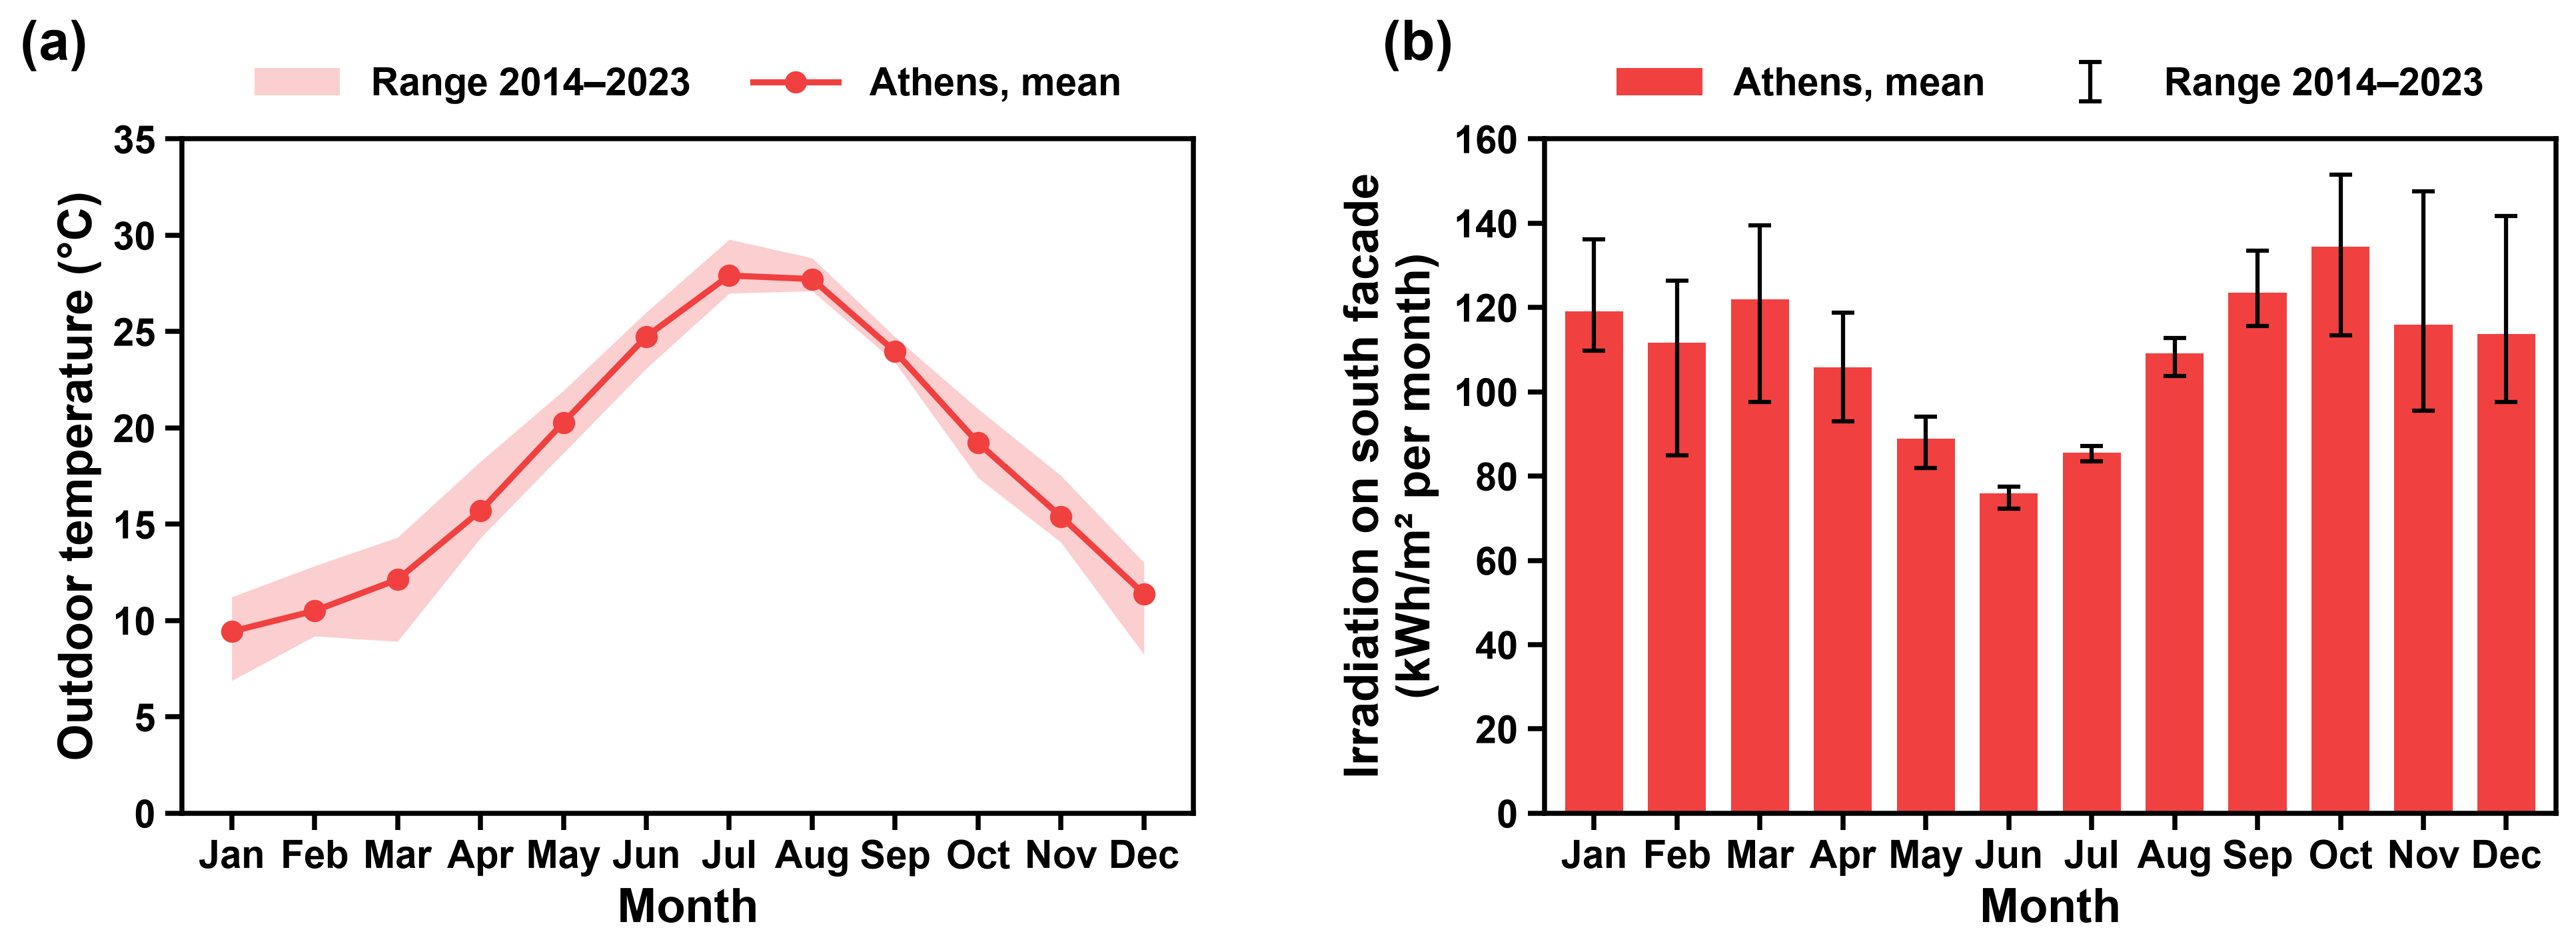 (a)
Range 2014–2023 Athens, mean
35
30
25
20
15
10
5
0
Outdoor temperature (°C)
Jan Feb Mar Apr May Jun Jul Aug Sep Oct Nov Dec
Month
(b)
Athens, mean Range 2014–2023
160
140
120
100
80
60
40
20
0
Irradiation on south facade
(kWh/m² per month)
Jan Feb Mar Apr May Jun Jul Aug Sep Oct Nov Dec
Month